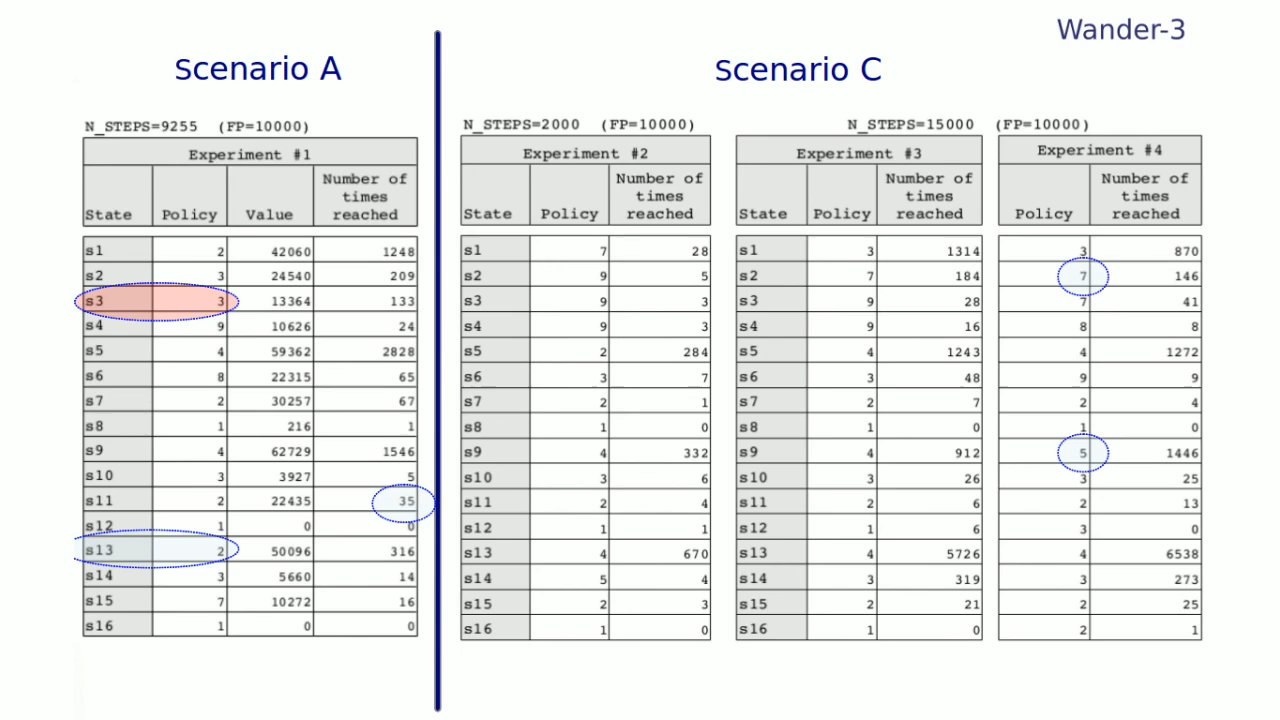 Wander-3
Scenario A
Scenario C
N_STEPS=9255 (FP=10000)
Experiment #1
State Policy Value Number of times reached
s1 2 42060 1248
s2 3 24540 209
s3 3 13364 133
s4 9 10626 24
s5 4 59362 2828
s6 8 22315 65
s7 2 30257 67
s8 1 216 1
s9 4 62729 1546
s10 3 3927 5
s11 2 22435 35
s12 1 0 0
s13 2 50096 316
s14 3 5660 14
s15 7 10272 16
s16 1 0 0
N_STEPS=2000 (FP=10000)
Experiment #2
State Policy Number of times reached
s1 7 28
s2 9 5
s3 9 3
s4 9 3
s5 2 284
s6 3 7
s7 2 1
s8 1 0
s9 4 332
s10 3 6
s11 2 4
s12 1 1
s13 4 670
s14 5 4
s15 2 3
s16 1 0
N_STEPS=15000 (FP=10000)
Experiment #3
State Policy Number of times reached
s1 3 1314
s2 7 184
s3 9 28
s4 9 16
s5 4 1243
s6 3 48
s7 2 7
s8 1 0
s9 4 912
s10 3 26
s11 2 6
s12 1 6
s13 4 5726
s14 3 319
s15 2 21
s16 1 0
Experiment #4
Policy Number of times reached
3 870
7 146
7 41
8 8
4 1272
9 9
2 4
1 0
5 1446
3 25
2 13
3 0
4 6538
3 273
2 25
2 1